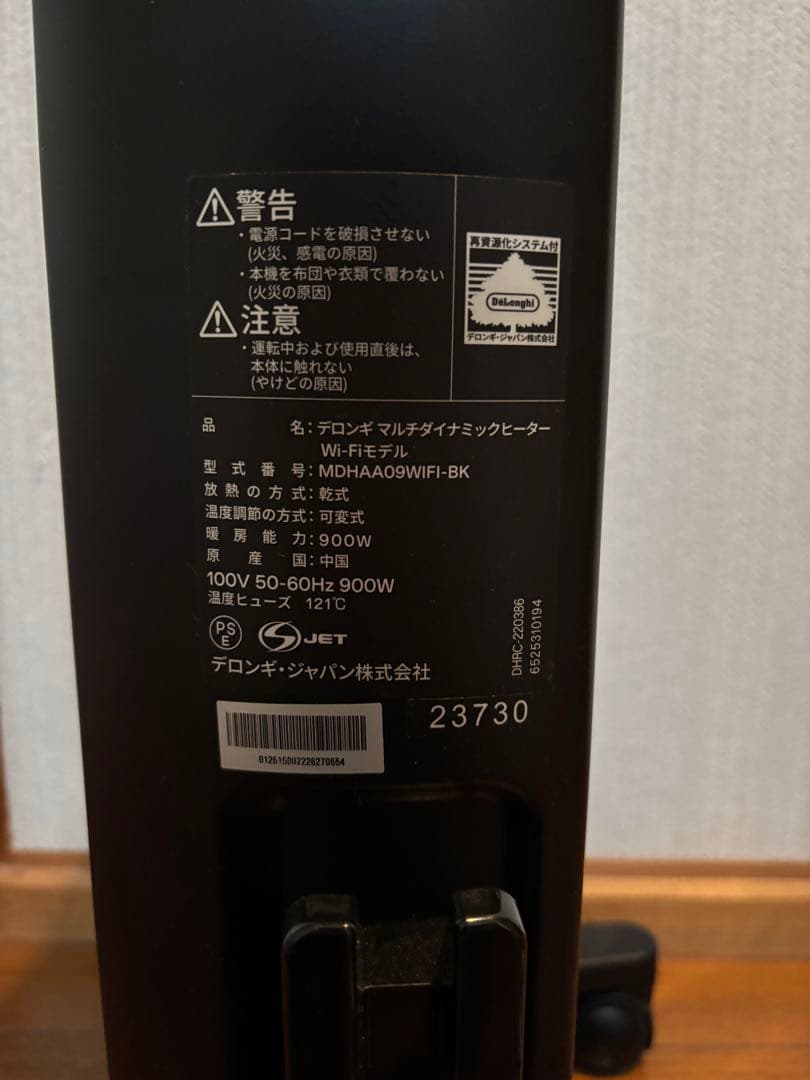 ⚠警告
・電源コードを破損させない
(火災、感電の原因)
・本機を布団や衣類で覆わない
(火災の原因)
⚠注意
・運転中および使用直後は、
本体に触れない
(やけどの原因)
再資源化システム付
DeLonghi
デロンギ・ジャパン株式会社
品名:デロンギ マルチダイナミックヒーター
Wi-Fiモデル
型式番号:MDHAA09WIFI-BK
放熱の方式:乾式
温度調節の方式:可変式
暖房能力:900W
原産国:中国
100V 50-60Hz 900W
温度ヒューズ 121℃
PS
E
JET
デロンギ・ジャパン株式会社
DHRC-220386
6525310194
23730
012615D02226270654